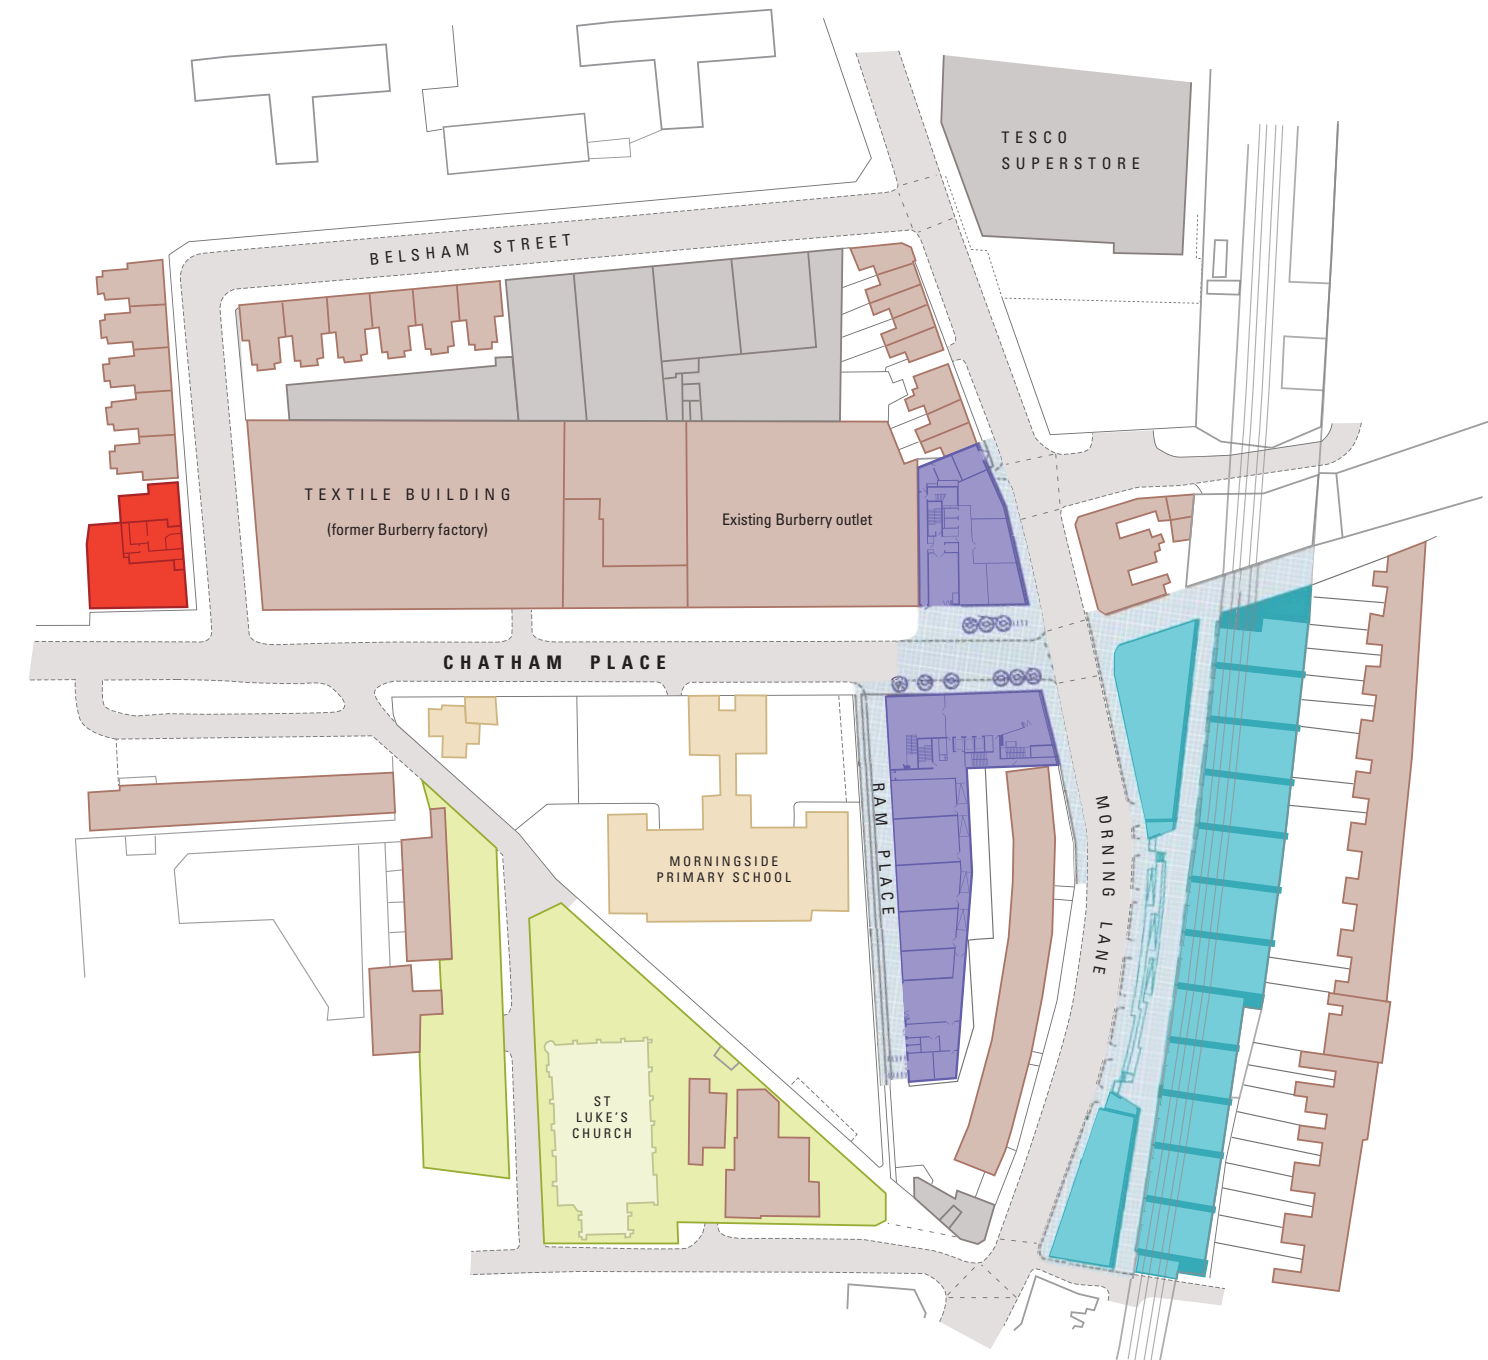 TESCO
SUPERSTORE
BELSHAM STREET
TEXTILE BUILDING
(former Burberry factory)
Existing Burberry outlet
CHATHAM PLACE
RAM PLACE
MORNING LANE
MORNINGSIDE
PRIMARY SCHOOL
ST
LUKE'S
CHURCH